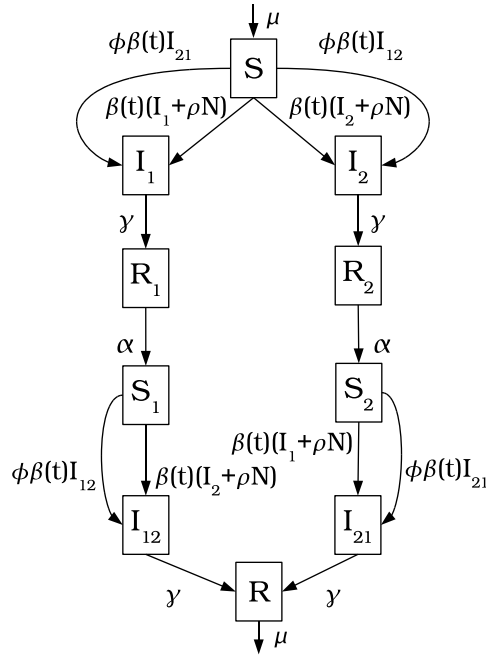 μ
ϕβ(t)I₂₁ S ϕβ(t)I₁₂
β(t)(I₁+ρN) β(t)(I₂+ρN)
I₁ I₂
γ γ
R₁ R₂
α α
S₁ S₂
β(t)(I₁+ρN)
ϕβ(t)I₁₂ β(t)(I₂+ρN) ϕβ(t)I₂₁
I₁₂ I₂₁
γ R γ
μ